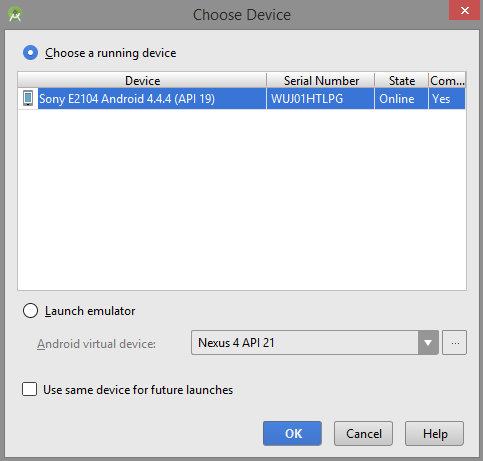 Choose Device
Choose a running device
Device Serial Number State Com...
Sony E2104 Android 4.4.4 (API 19) WUJ01HTLPG Online Yes
Launch emulator
Android virtual device: Nexus 4 API 21 ...
Use same device for future launches
OK Cancel Help